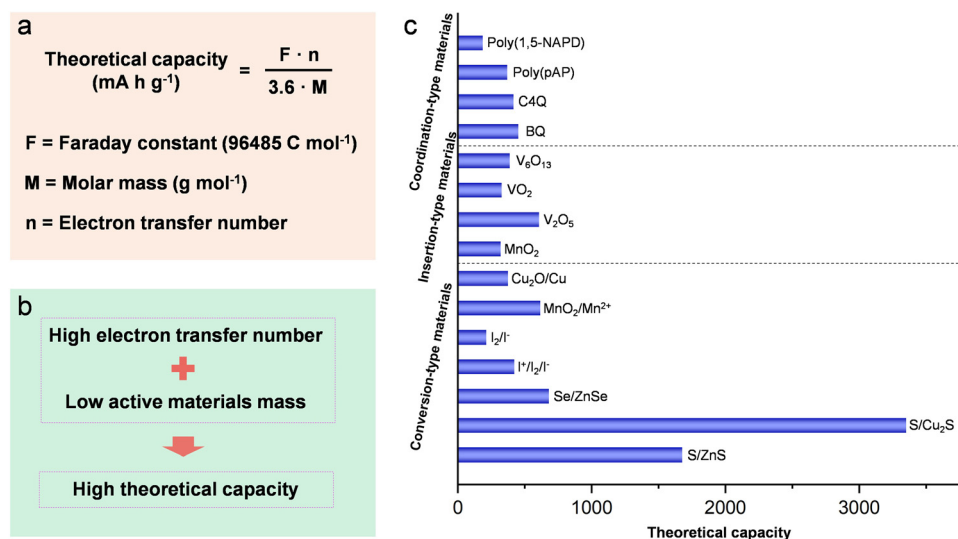 a
Theoretical capacity = F · n
(mA h g⁻¹) 3.6 · M
F = Faraday constant (96485 C mol⁻¹)
M = Molar mass (g mol⁻¹)
n = Electron transfer number
b
High electron transfer number
Low active materials mass
High theoretical capacity
c
Coordination-type materials
Insertion-type materials
Conversion-type materials
Poly(1,5-NAPD)
Poly(pAP)
C4Q
BQ
V₆O₁₃
VO₂
V₂O₅
MnO₂
Cu₂O/Cu
MnO₂/Mn²⁺
I₂/I⁻
I⁺/I₂/I⁻
Se/ZnSe
S/Cu₂S
S/ZnS
0 1000 2000 3000
Theoretical capacity